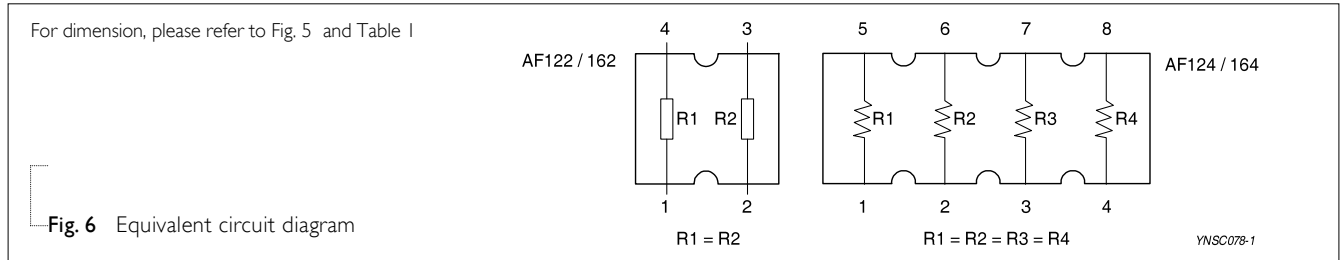 For dimension, please refer to Fig. 5 and Table 1
4 3
AF122 / 162
R1 R2
1 2
R1 = R2
5 6 7 8
AF124 / 164
R1 R2 R3 R4
1 2 3 4
R1 = R2 = R3 = R4
Fig. 6 Equivalent circuit diagram
YNSC078-1